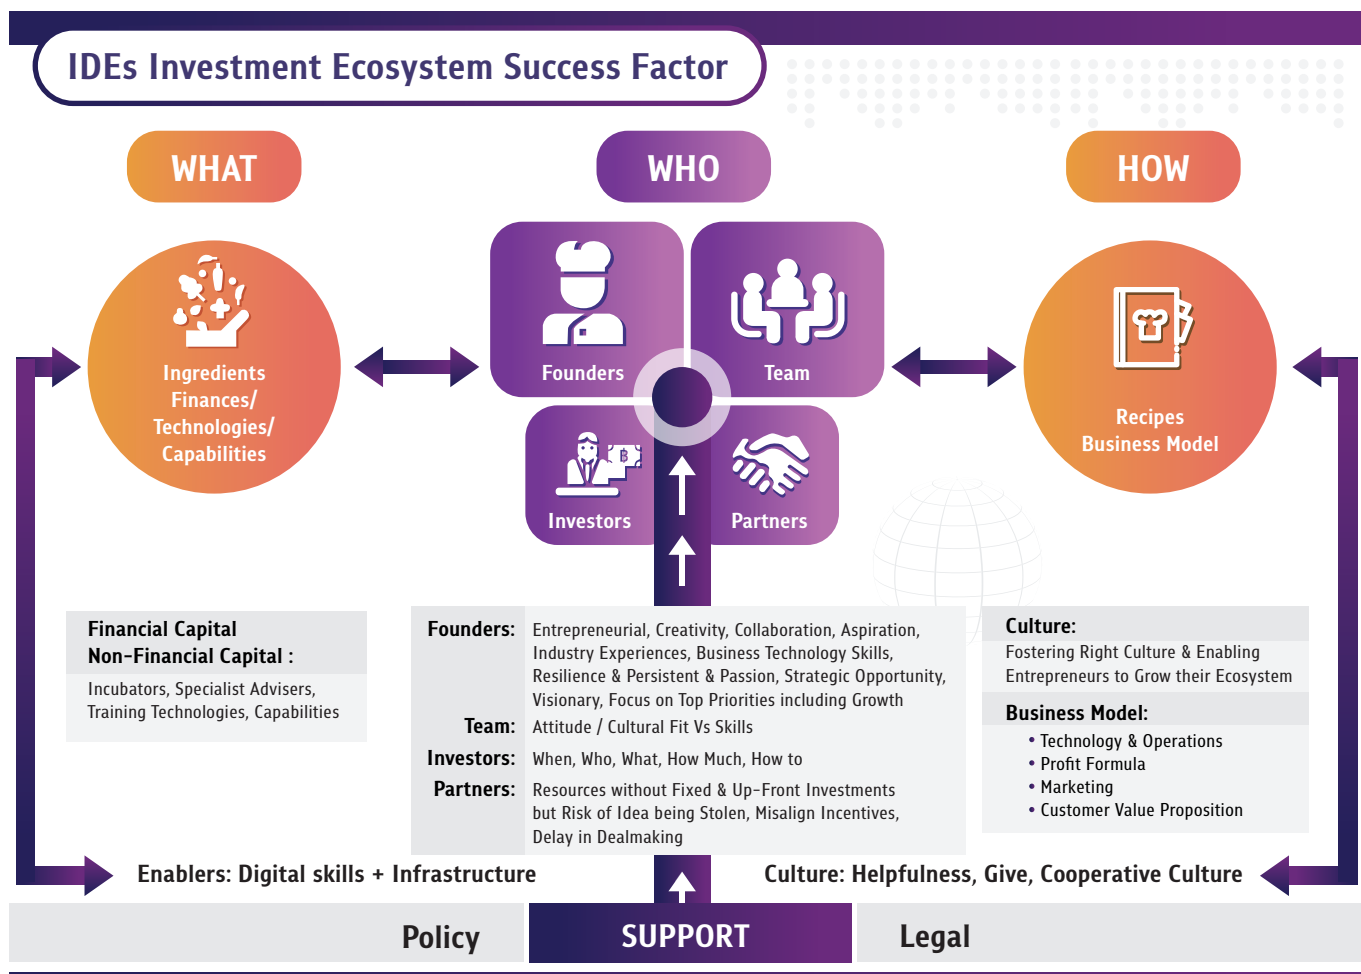 IDEs Investment Ecosystem Success Factor
WHAT
WHO
HOW
Ingredients
Finances/
Technologies/
Capabilities
Founders
Team
Investors
฿
Partners
Recipes
Business Model
Financial Capital
Non-Financial Capital :
Incubators, Specialist Advisers,
Training Technologies, Capabilities
Founders: Entrepreneurial, Creativity, Collaboration, Aspiration,
Industry Experiences, Business Technology Skills,
Resilience & Persistent & Passion, Strategic Opportunity,
Visionary, Focus on Top Priorities including Growth
Team: Attitude / Cultural Fit Vs Skills
Investors: When, Who, What, How Much, How to
Partners: Resources without Fixed & Up-Front Investments
but Risk of Idea being Stolen, Misalign Incentives,
Delay in Dealmaking
Culture:
Fostering Right Culture & Enabling
Entrepreneurs to Grow their Ecosystem
Business Model:
• Technology & Operations
• Profit Formula
• Marketing
• Customer Value Proposition
Enablers: Digital skills + Infrastructure
Culture: Helpfulness, Give, Cooperative Culture
Policy
SUPPORT
Legal